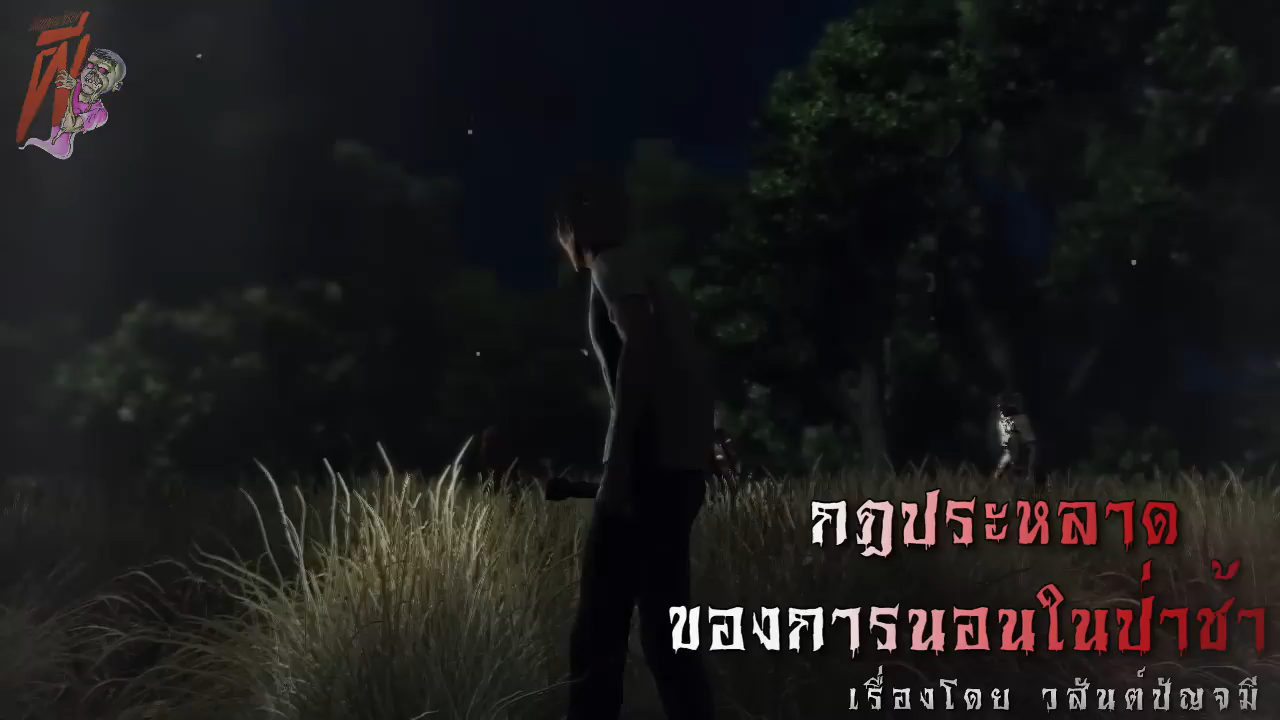 ผี
กฎประหลาด
ของการนอนในป่าช้า
เรื่องโดย วสันต์ปัญจมี